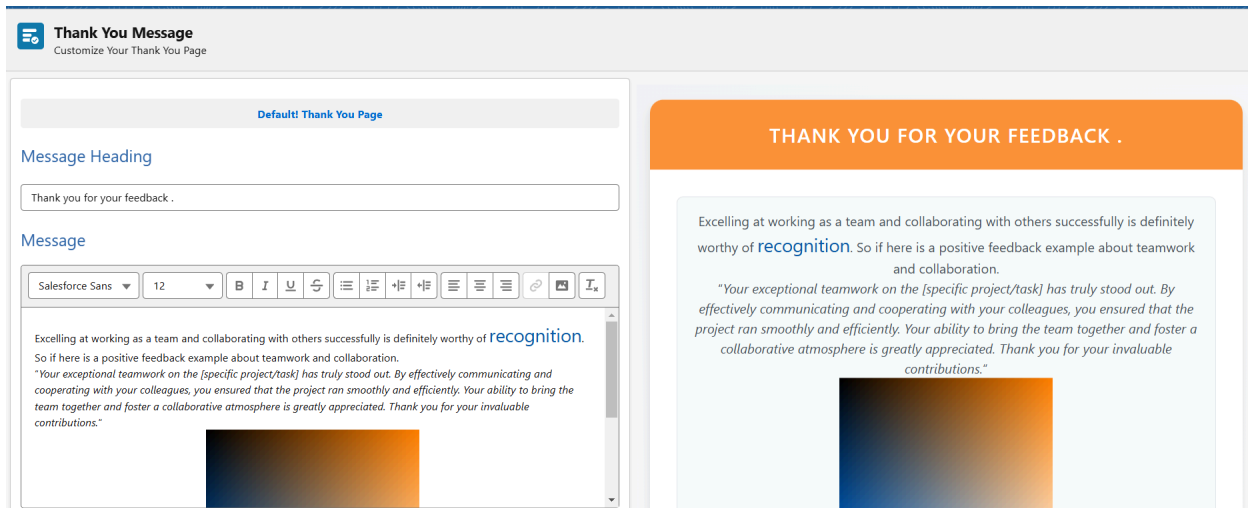 Thank You Message
Customize Your Thank You Page
Default! Thank You Page
Message Heading
Thank you for your feedback .
Message
Salesforce Sans
12
B I U S
Excelling at working as a team and collaborating with others successfully is definitely worthy of recognition.
So if here is a positive feedback example about teamwork and collaboration.
"Your exceptional teamwork on the [specific project/task] has truly stood out. By effectively communicating and
cooperating with your colleagues, you ensured that the project ran smoothly and efficiently. Your ability to bring the
team together and foster a collaborative atmosphere is greatly appreciated. Thank you for your invaluable
contributions."
THANK YOU FOR YOUR FEEDBACK .
Excelling at working as a team and collaborating with others successfully is definitely
worthy of recognition. So if here is a positive feedback example about teamwork
and collaboration.
"Your exceptional teamwork on the [specific project/task] has truly stood out. By
effectively communicating and cooperating with your colleagues, you ensured that the
project ran smoothly and efficiently. Your ability to bring the team together and foster a
collaborative atmosphere is greatly appreciated. Thank you for your invaluable
contributions."